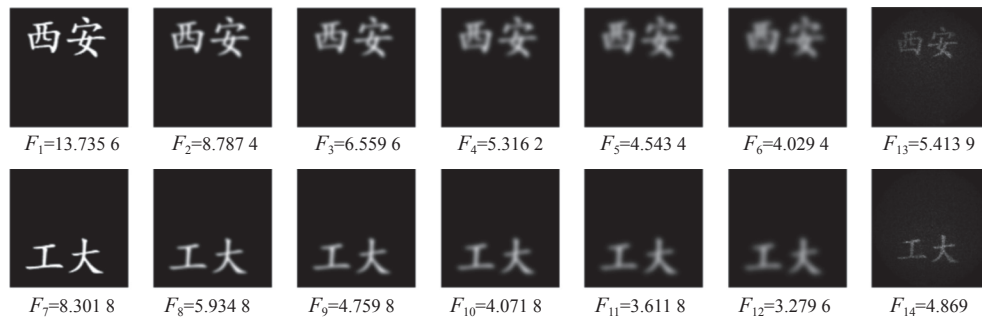 西安 西安 西安 西安 西安 西安 西安
F₁=13.735 6 F₂=8.787 4 F₃=6.559 6 F₄=5.316 2 F₅=4.543 4 F₆=4.029 4 F₁₃=5.413 9
工大 工大 工大 工大 工大 工大 工大
F₇=8.301 8 F₈=5.934 8 F₉=4.759 8 F₁₀=4.071 8 F₁₁=3.611 8 F₁₂=3.279 6 F₁₄=4.869